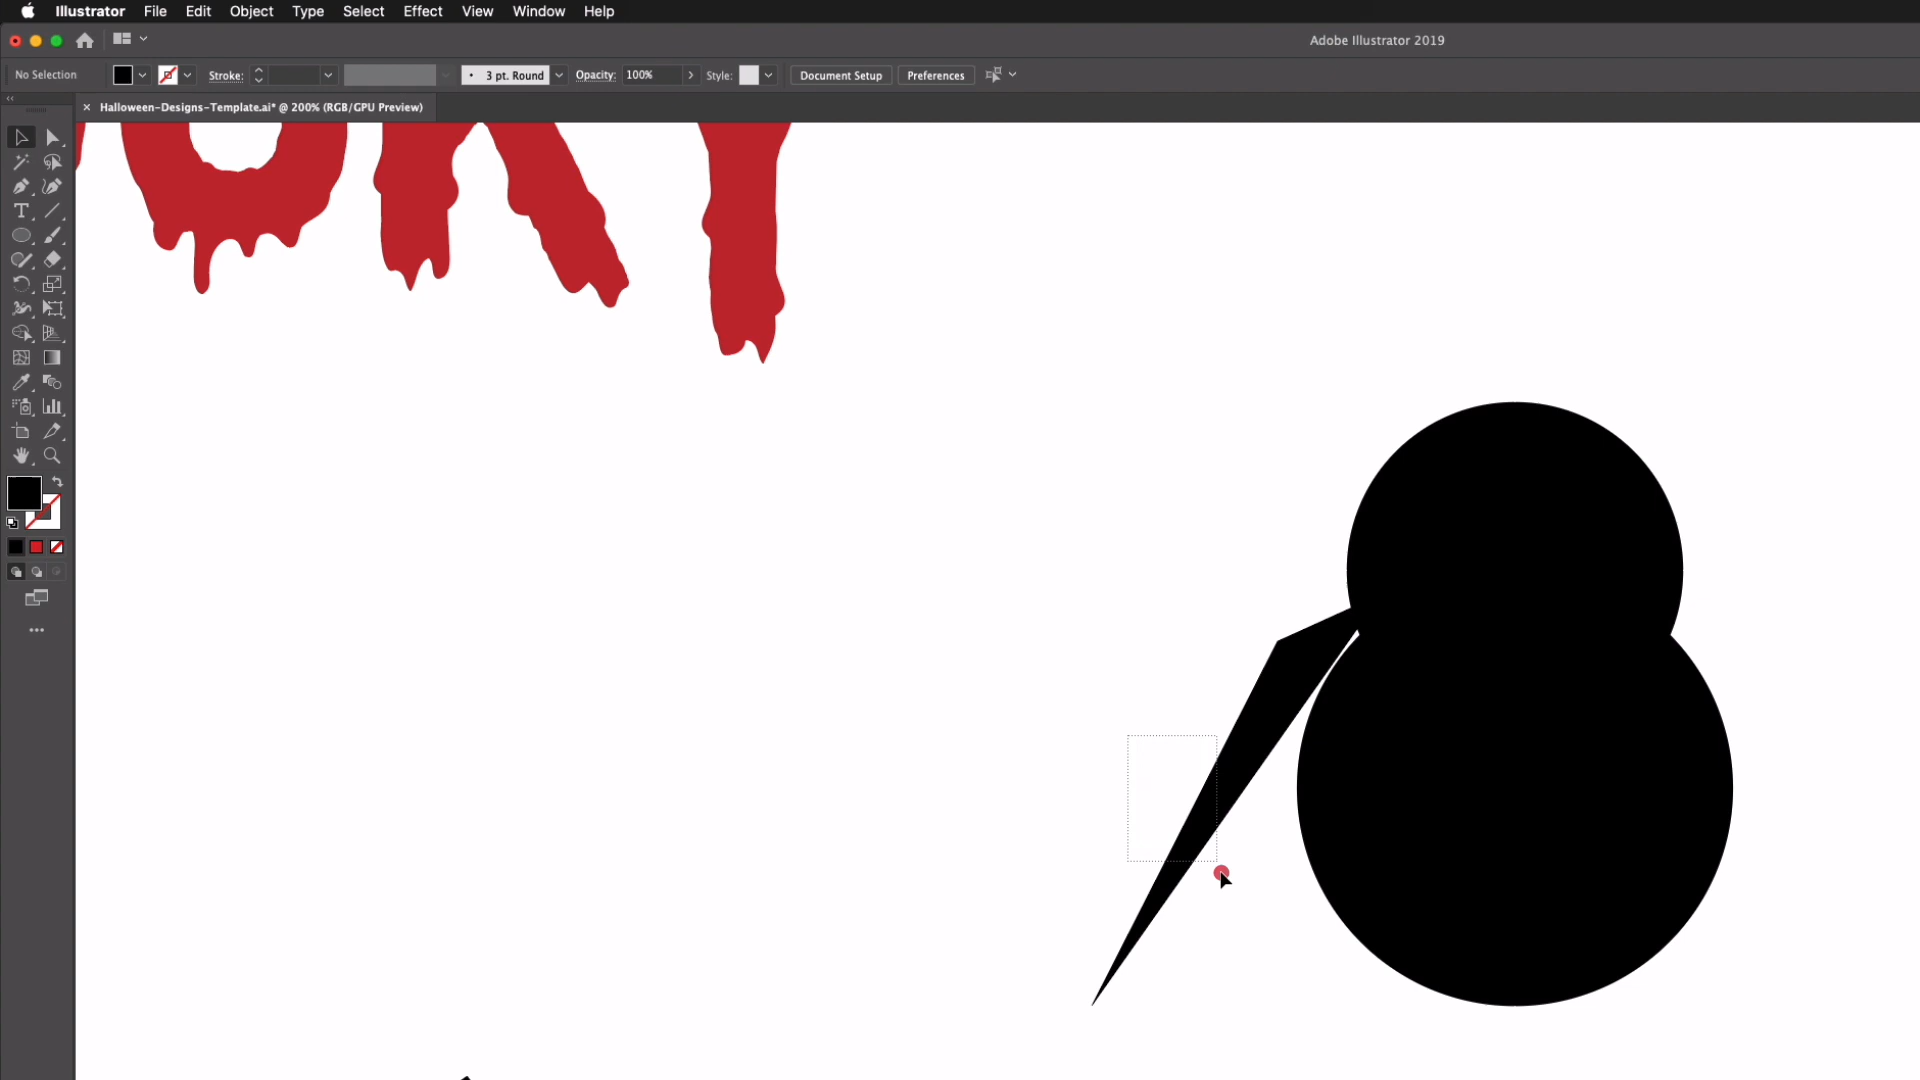 Illustrator File Edit Object Type Select Effect View Window Help
Adobe Illustrator 2019
No Selection Stroke: 3 pt. Round Opacity: 100% Style: Document Setup Preferences
× Halloween-Designs-Template.ai* @ 200% (RGB/GPU Preview)
OKY